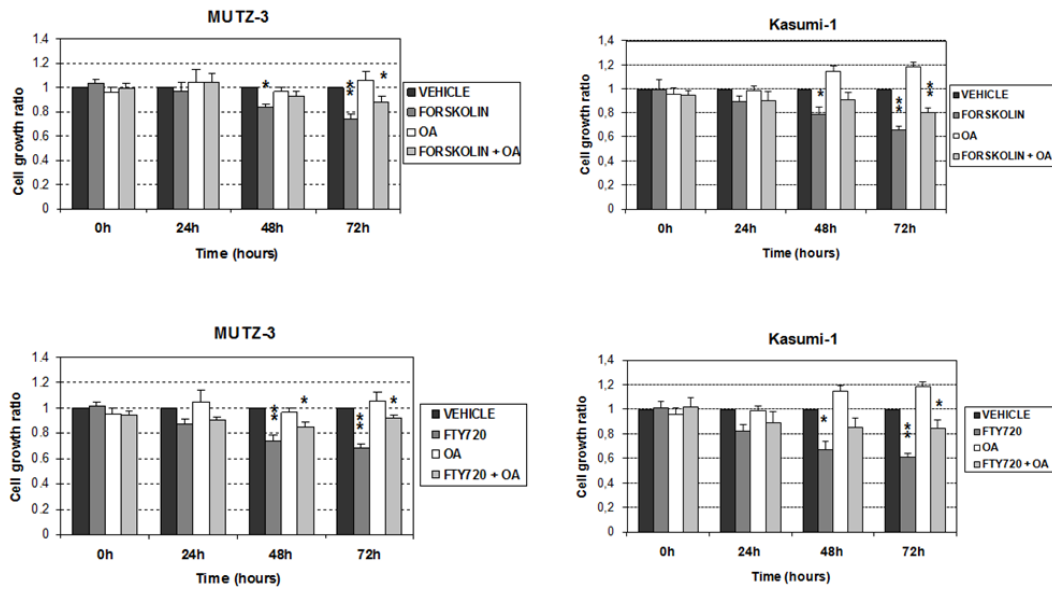 MUTZ-3
1.4
1.2
1
0.8
0.6
0.4
0.2
0
Cell growth ratio
* ** *
0h 24h 48h 72h
Time (hours)
VEHICLE
FORSKOLIN
OA
FORSKOLIN + OA
Kasumi-1
1,4
1,2
1
0,8
0,6
0,4
0,2
0
Cell growth ratio
* ** **
0h 24h 48h 72h
Time (hours)
VEHICLE
FORSKOLIN
OA
FORSKOLIN + OA
MUTZ-3
1.4
1.2
1
0.8
0.6
0.4
0.2
0
Cell growth ratio
** * ** *
0h 24h 48h 72h
Time (hours)
VEHICLE
FTY720
OA
FTY720 + OA
Kasumi-1
1,4
1,2
1
0,8
0,6
0,4
0,2
0
Cell growth ratio
* ** *
0h 24h 48h 72h
Time (hours)
VEHICLE
FTY720
OA
FTY720 + OA